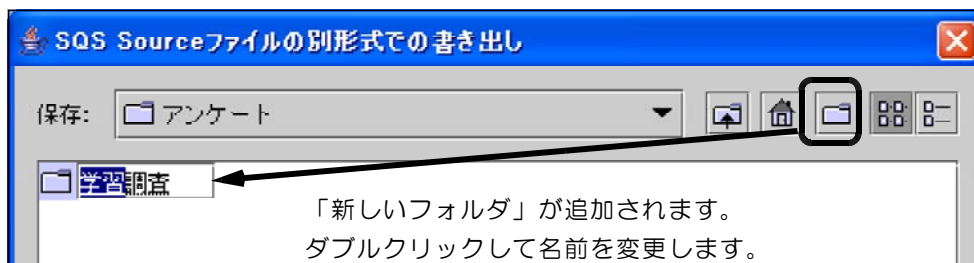 SQS Sourceファイルの別形式での書き出し
保存: アンケート
学習調査
「新しいフォルダ」が追加されます。
ダブルクリックして名前を変更します。